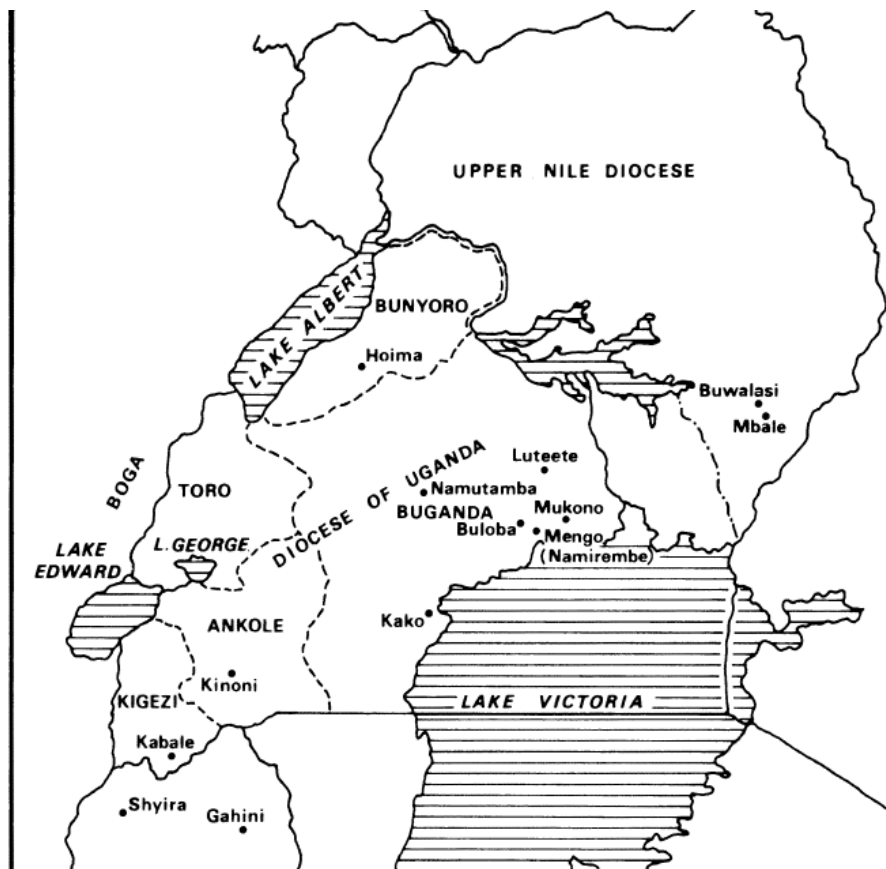 UPPER NILE DIOCESE
LAKE ALBERT
BUNYORO
Hoima
Buwalasi
Mbale
BOGA
TORO
DIOCESE OF UGANDA
Luteete
Namutamba
BUGANDA
Mukono
Buloba
Mengo
(Namirembe)
L. GEORGE
LAKE
EDWARD
Kako
ANKOLE
Kinoni
KIGEZI
LAKE VICTORIA
Kabale
Shyira
Gahini